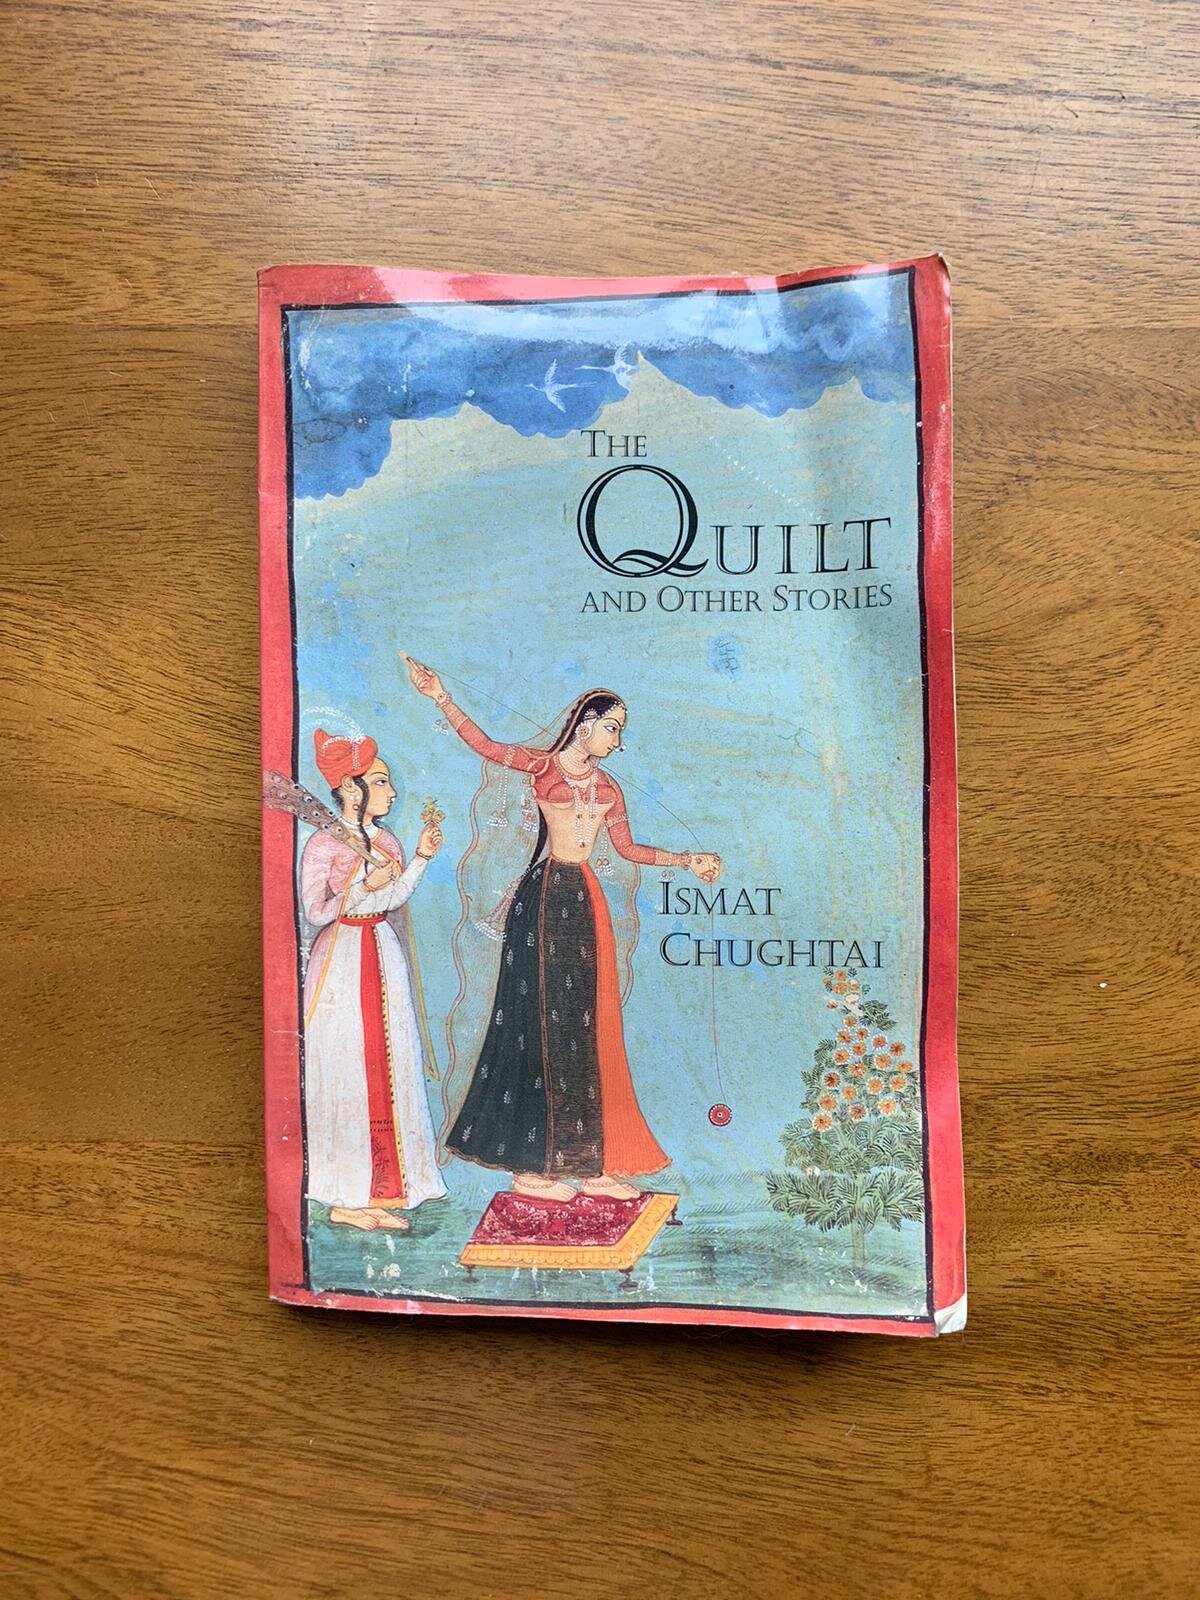 THE
QUILT
AND OTHER STORIES
ISMAT
CHUGHTAI